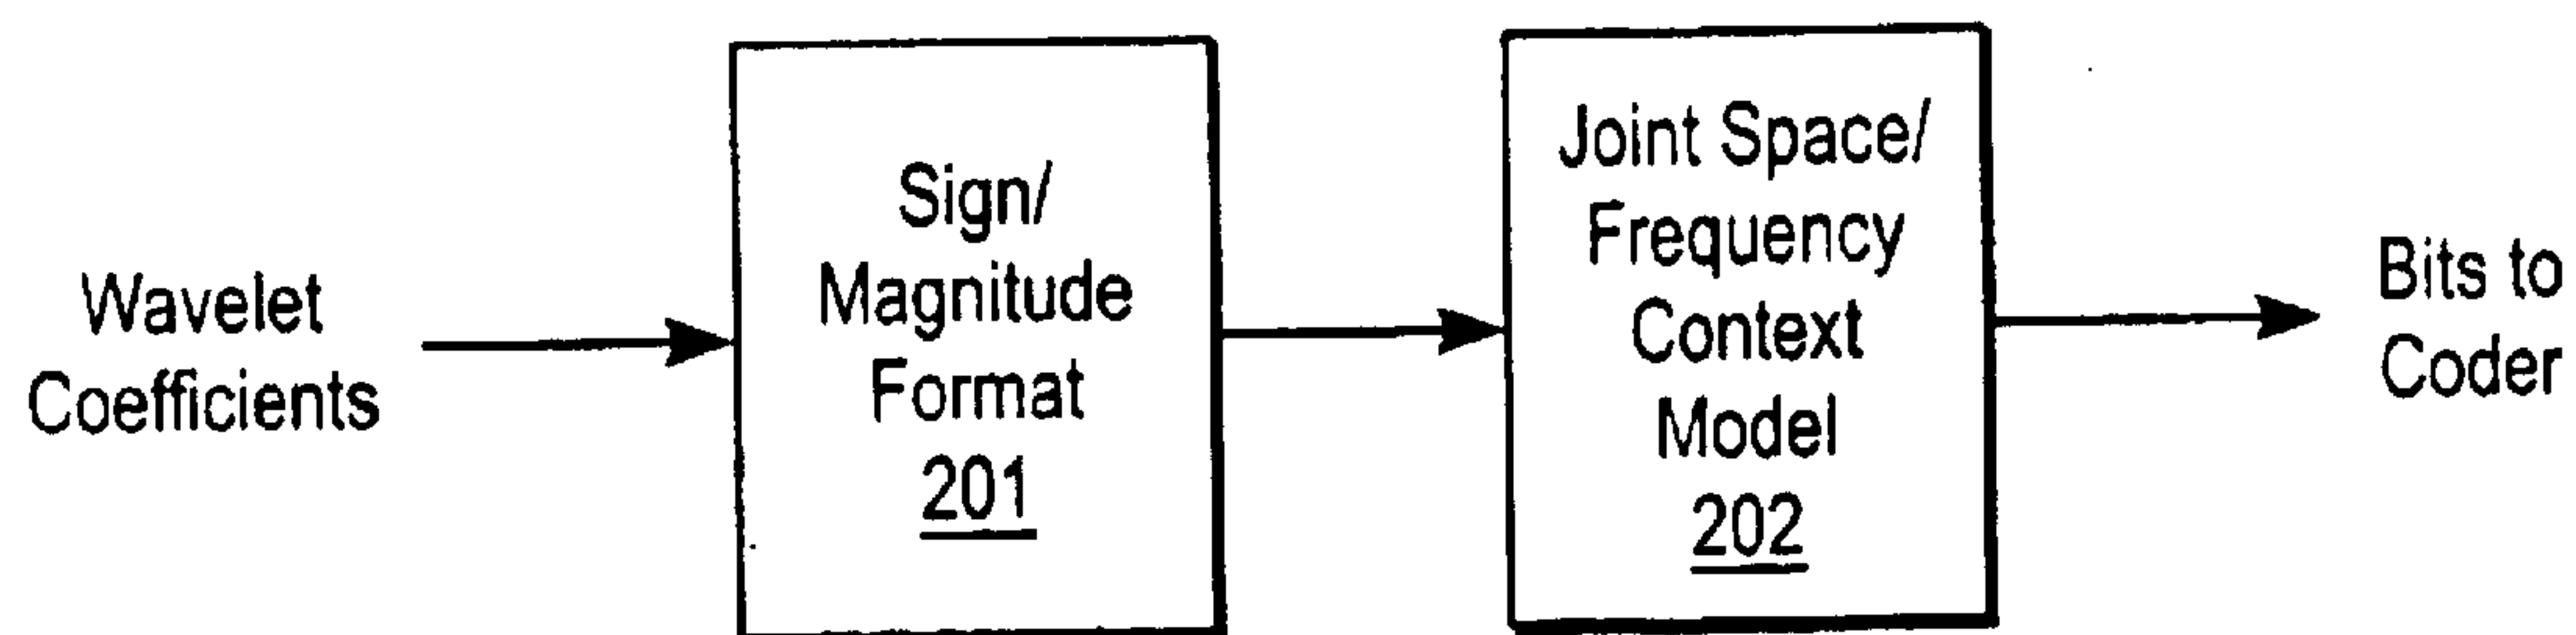 Wavelet
Coefficients
Sign/
Magnitude
Format
201
Joint Space/
Frequency
Context
Model
202
Bits to
Coder